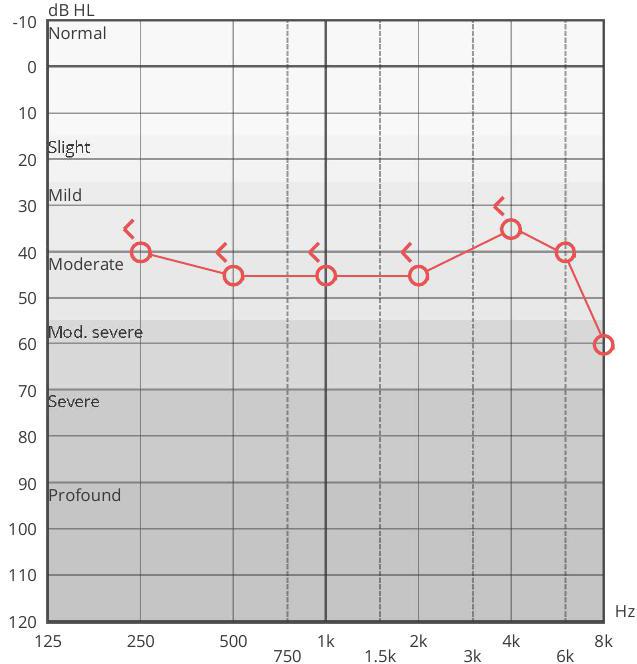 dB HL
-10
Normal
0
10
Slight
20
Mild
30
40
Moderate
50
Mod. severe
60
70
Severe
80
90
Profound
100
110
120
Hz
125 250 500 1k 2k 4k 8k
750 1.5k 3k 6k